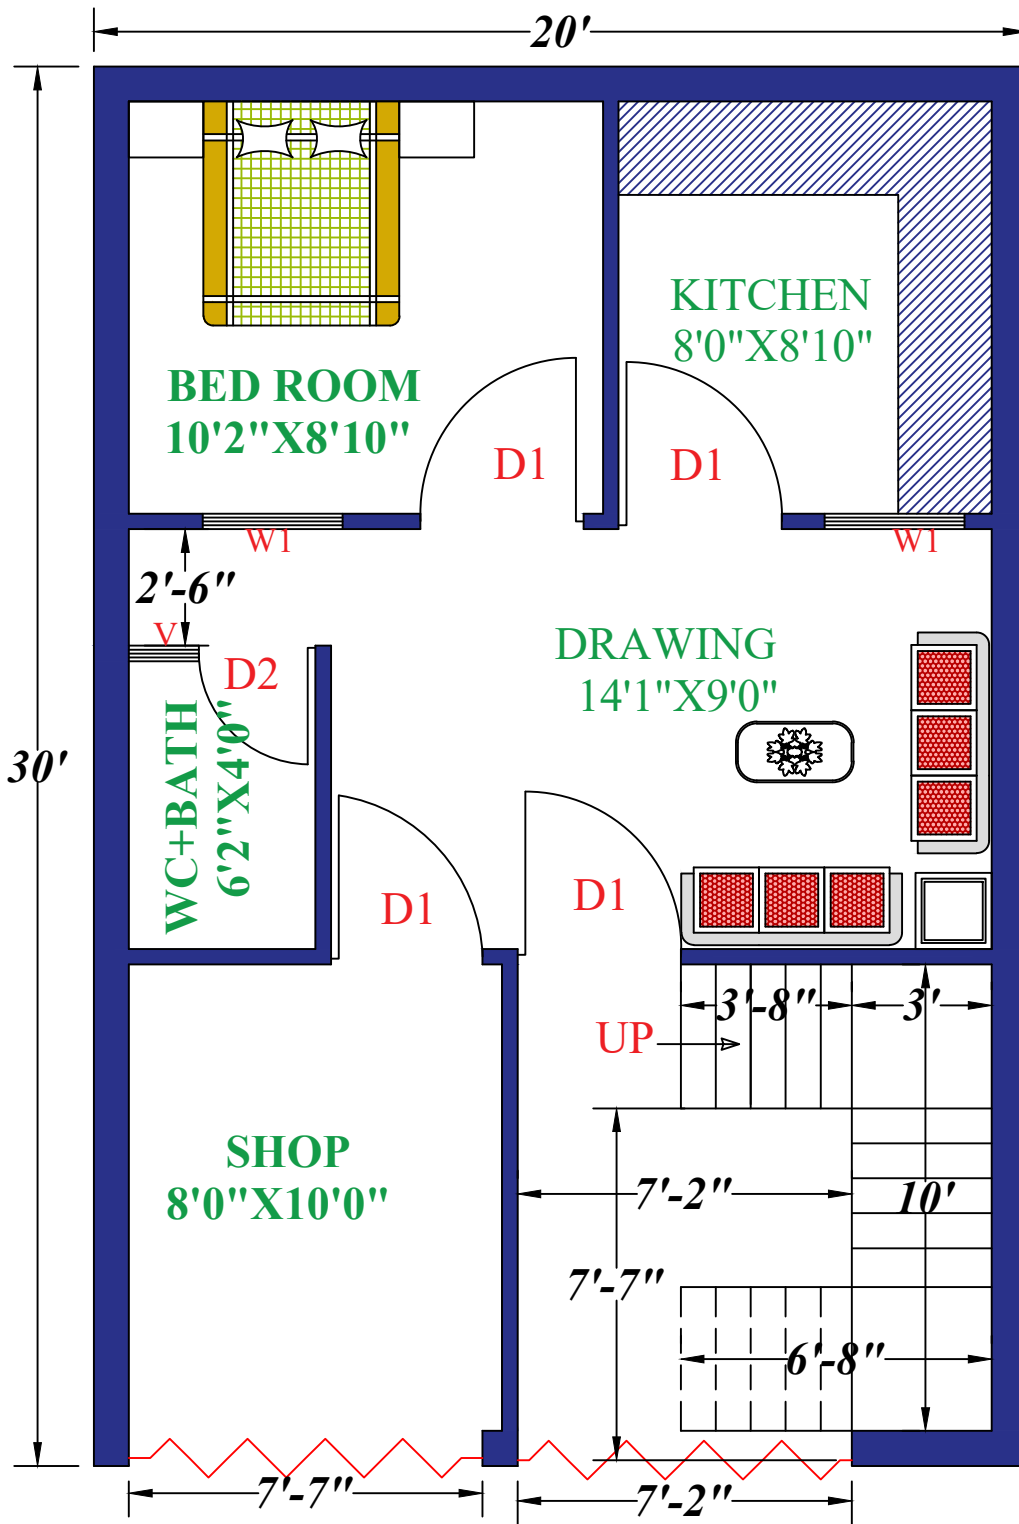 20'
30'
BED ROOM
10'2"X8'10"
KITCHEN
8'0"X8'10"
D1
D1
W1
W1
2'-6"
V
D2
DRAWING
14'1"X9'0"
WC+BATH
6'2"X4'0"
D1
D1
3'-8"
3'
UP
SHOP
8'0"X10'0"
7'-2"
10'
7'-7"
6'-8"
7'-7"
7'-2"